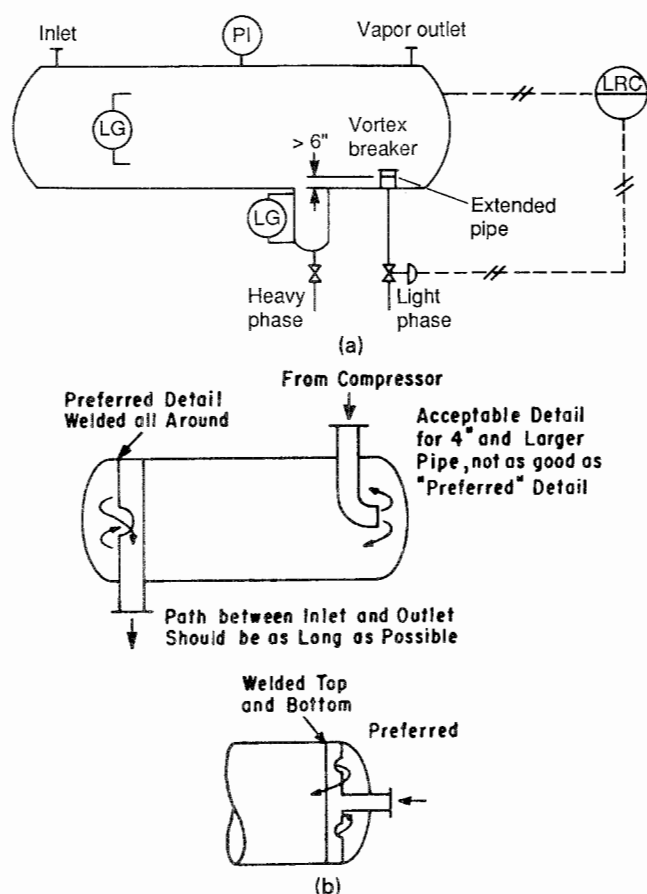 Inlet
PI
Vapor outlet
LRC
LG
> 6"
Vortex
breaker
LG
Extended
pipe
Heavy
phase
Light
phase
(a)
From Compressor
Preferred Detail
Welded all Around
Acceptable Detail
for 4" and Larger
Pipe, not as good as
"Preferred" Detail
Path between Inlet and Outlet
Should be as Long as Possible
Welded Top
and Bottom
Preferred
(b)